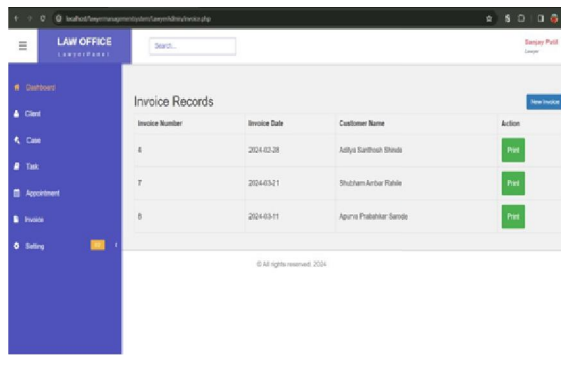 LAW OFFICE
Search...
Sanjay Patil
Lawyer
Dashboard
Client
Case
Task
Appointment
Invoice
Setting
Invoice Records
New Invoice
Invoice Number Invoice Date Customer Name Action
6 2024-02-28 Aditya Santhosh Shinde Print
7 2024-03-21 Shubham Ambar Print
8 2024-03-11 Apurva Prabhakar Print
© All rights reserved. 2024